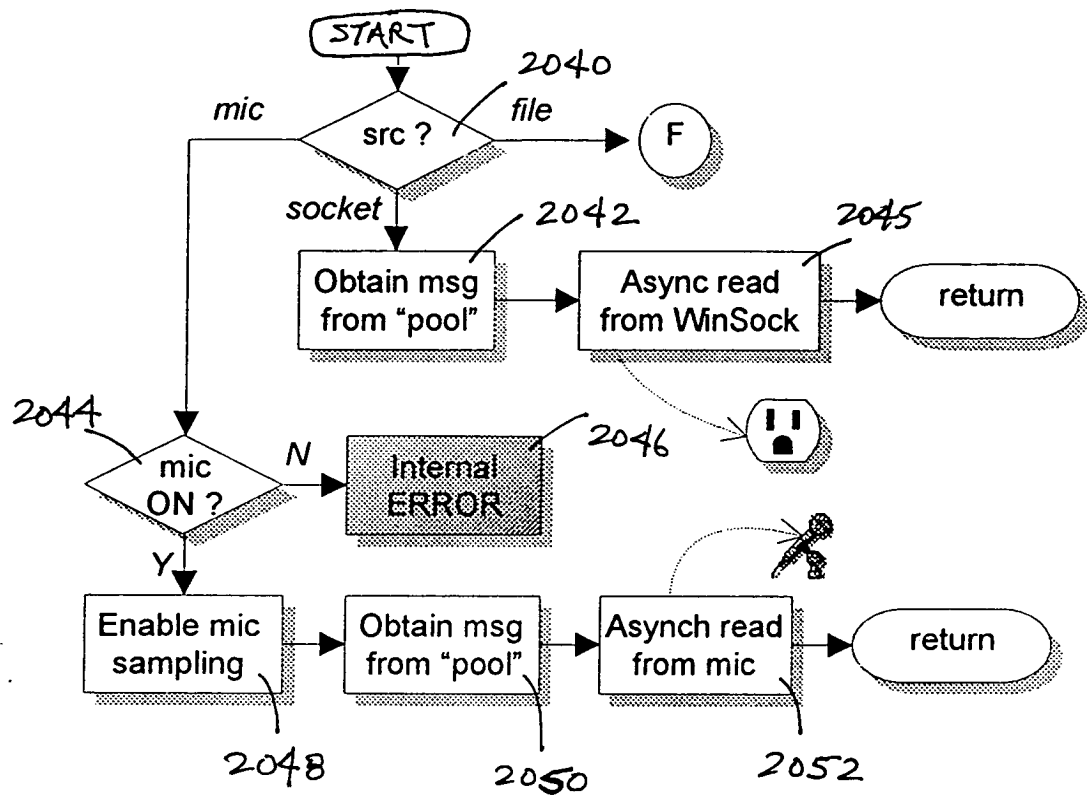 START
2040
mic
src ?
file
F
socket
2042
2045
Obtain msg
from “pool”
Async read
from WinSock
return
2044
mic
ON ?
N
Internal
ERROR
2046
Y
Enable mic
sampling
Obtain msg
from “pool”
Asynch read
from mic
return
2048
2050
2052